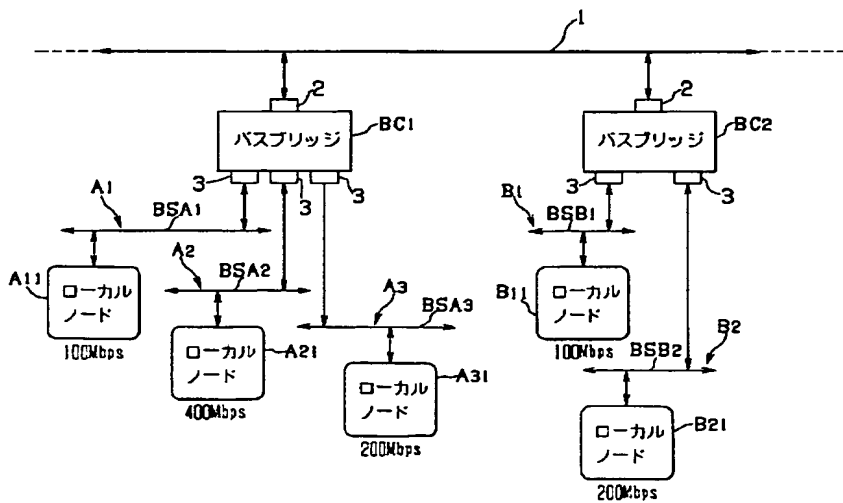 1
2
2
バスブリッジ
BC1
バスブリッジ
BC2
3
3
3
3
3
A1
BSA1
B1
BSB1
A2
BSA2
A3
BSA3
A11
ローカル
ノード
100Mbps
B11
ローカル
ノード
100Mbps
ローカル
ノード
A21
400Mbps
BSB2
B2
ローカル
ノード
A31
200Mbps
ローカル
ノード
B21
200Mbps